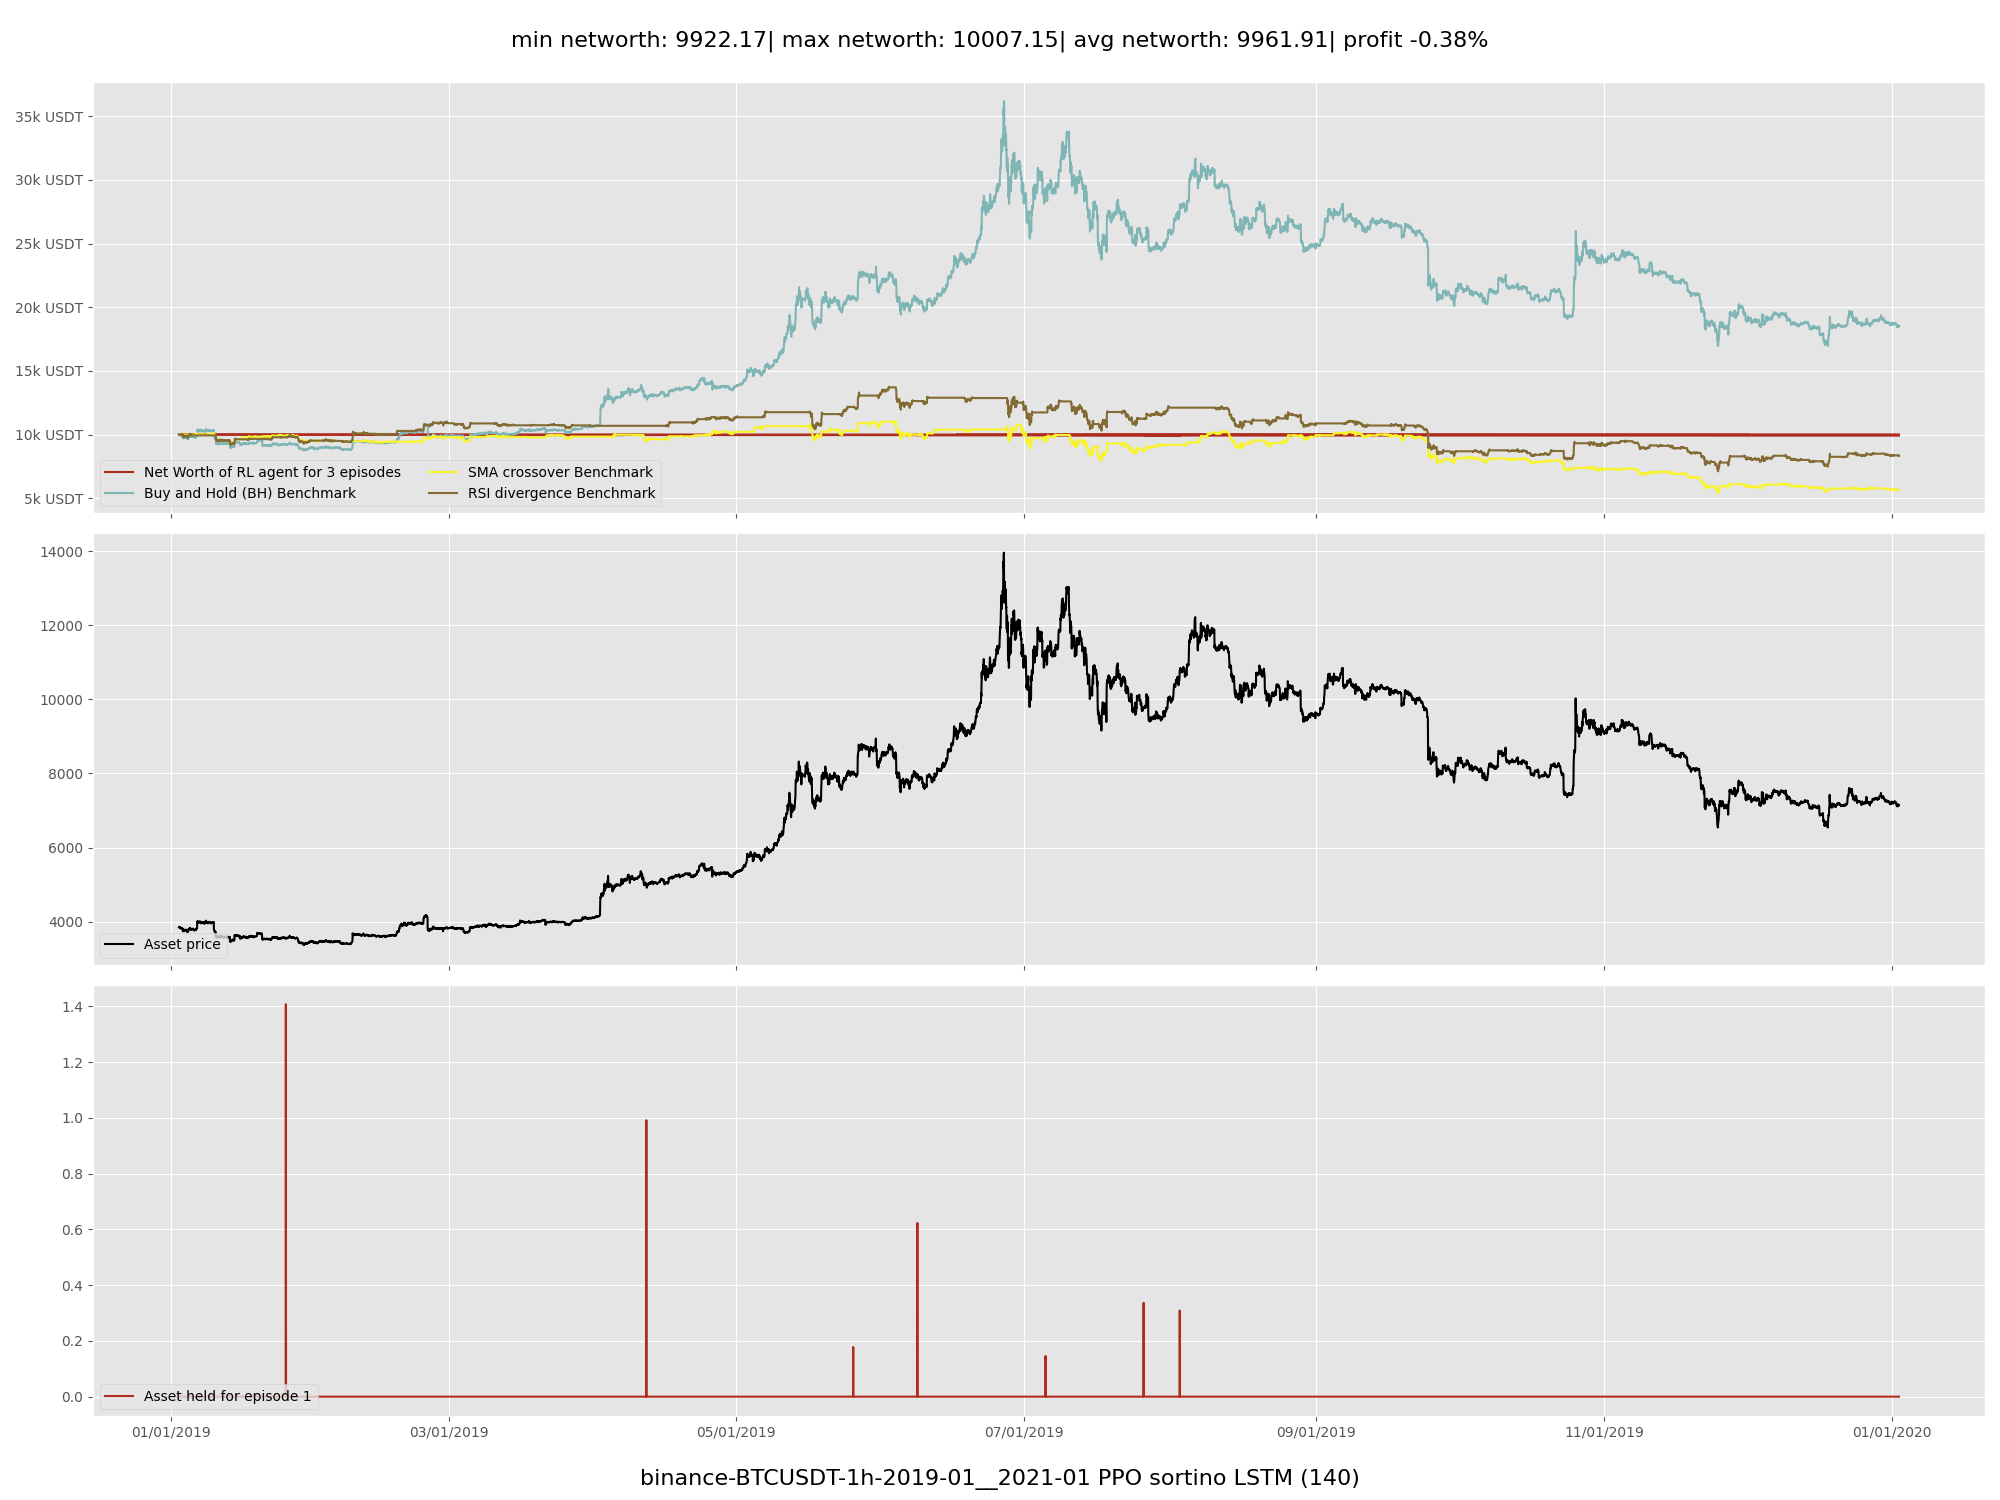 min networth: 9922.17| max networth: 10007.15| avg networth: 9961.91| profit -0.38%
35k USDT
30k USDT
25k USDT
20k USDT
15k USDT
10k USDT
5k USDT
Net Worth of RL agent for 3 episodes
Buy and Hold (BH) Benchmark
SMA crossover Benchmark
RSI divergence Benchmark
14000
12000
10000
8000
6000
4000
Asset price
1.4
1.2
1.0
0.8
0.6
0.4
0.2
0.0
Asset held for episode 1
01/01/2019
03/01/2019
05/01/2019
07/01/2019
09/01/2019
11/01/2019
01/01/2020
binance-BTCUSDT-1h-2019-01__2021-01 PPO sortino LSTM (140)